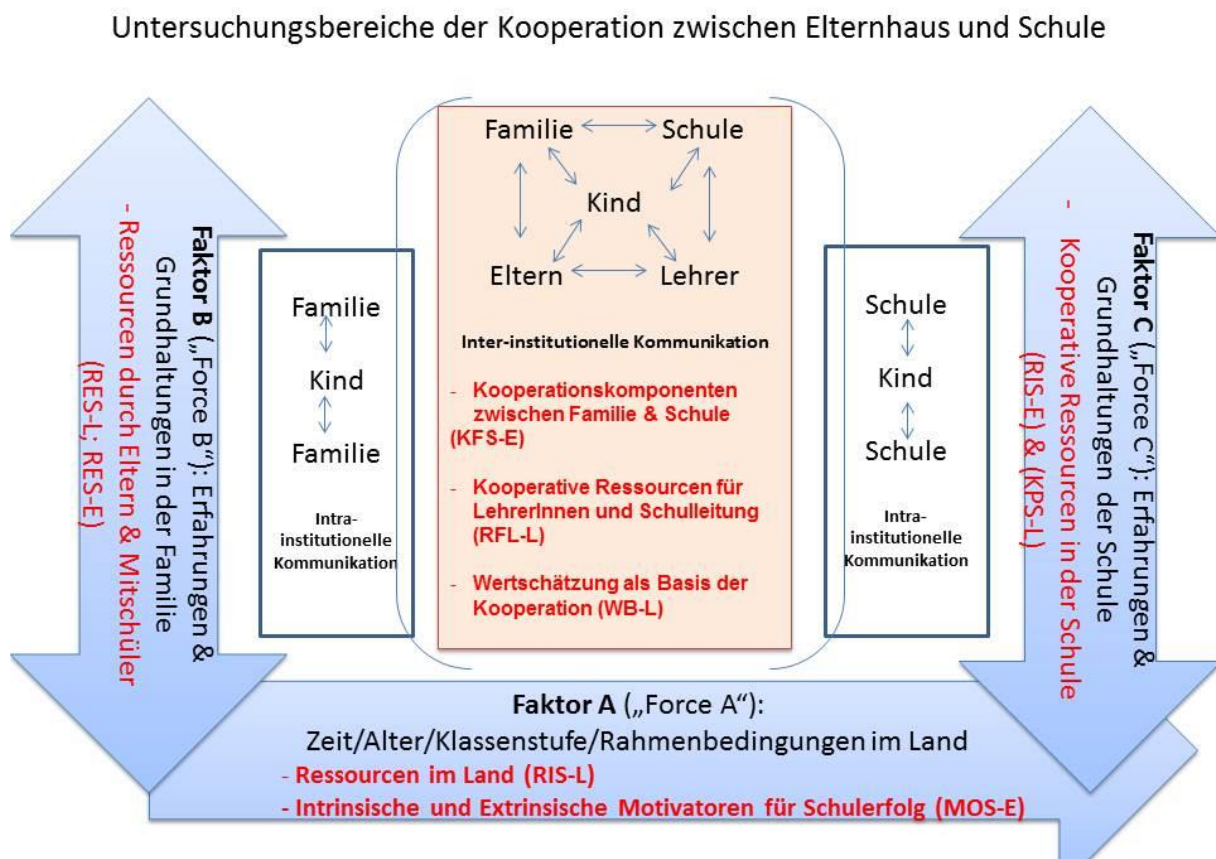 Untersuchungsbereiche der Kooperation zwischen Elternhaus und Schule
Faktor B („Force B“): Erfahrungen &
Grundhaltungen in der Familie
- Ressourcen durch Eltern & Mitschüler
(RES-L; RES-E)
Familie
Kind
Familie
Intra-
institutionelle
Kommunikation
Familie Schule
Kind
Eltern Lehrer
Inter-institutionelle Kommunikation
- Kooperationskomponenten
zwischen Familie & Schule
(KFS-E)
- Kooperative Ressourcen für
LehrerInnen und Schulleitung
(RFL-L)
- Wertschätzung als Basis der
Kooperation (WB-L)
Schule
Kind
Schule
Intra-
institutionelle
Kommunikation
Faktor C („Force C“): Erfahrungen &
Grundhaltungen der Schule
- Kooperative Ressourcen in der Schule
(RIS-E) & (KPS-L)
Faktor A („Force A“):
Zeit/Alter/Klassenstufe/Rahmenbedingungen im Land
- Ressourcen im Land (RIS-L)
- Intrinsische und Extrinsische Motivatoren für Schulerfolg (MOS-E)